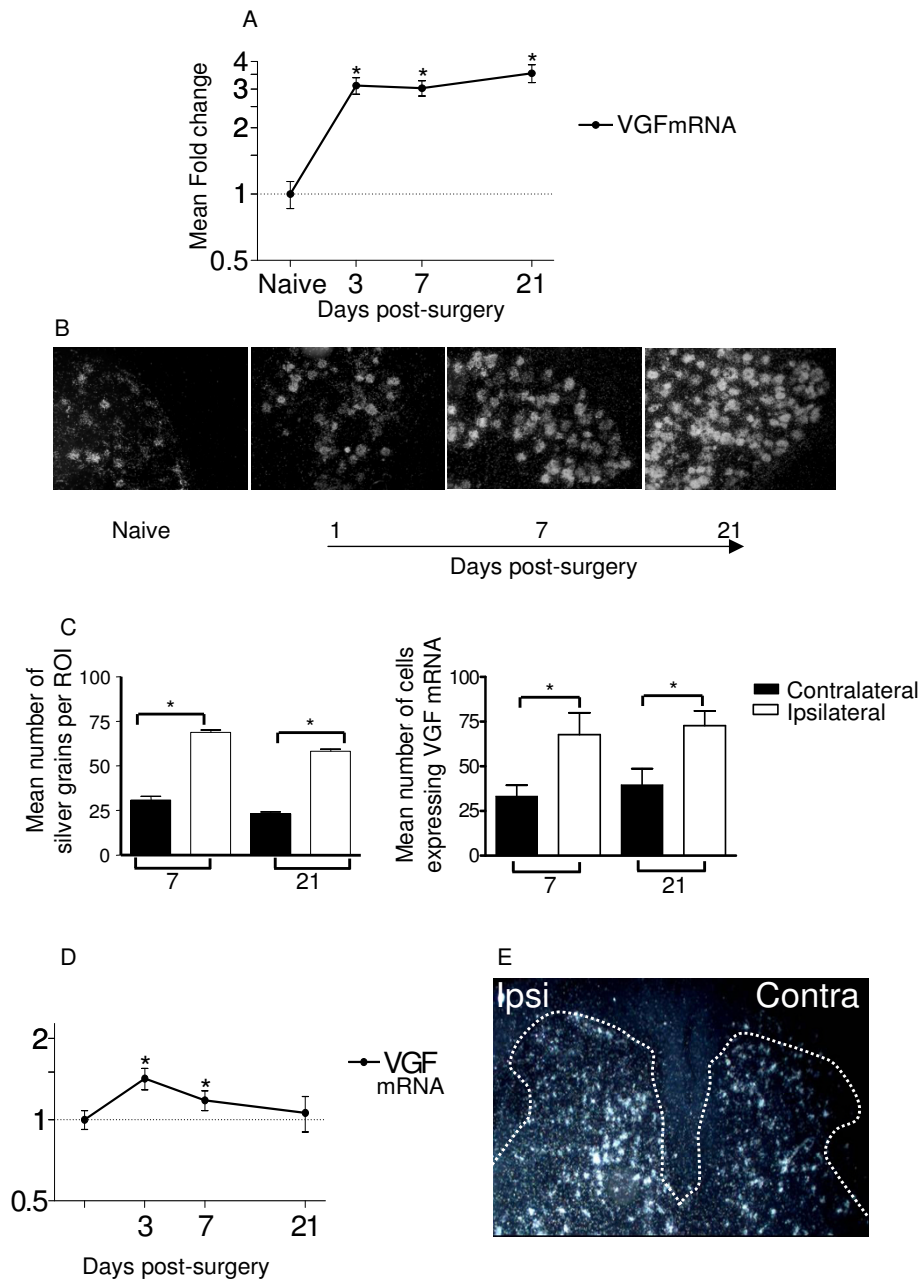 A
Mean Fold change
4
3
2
1
0.5
* * *
VGFmRNA
Naive 3 7 21
Days post-surgery
B
Naive 1 7 21
Days post-surgery
C
Mean number of
silver grains per ROI
100
75
50
25
0
* *
7 21
Mean number of cells
expressing VGF mRNA
100
75
50
25
0
* *
7 21
Contralateral
Ipsilateral
D
2
1
0.5
* *
VGF
mRNA
3 7 21
Days post-surgery
E
Ipsi Contra